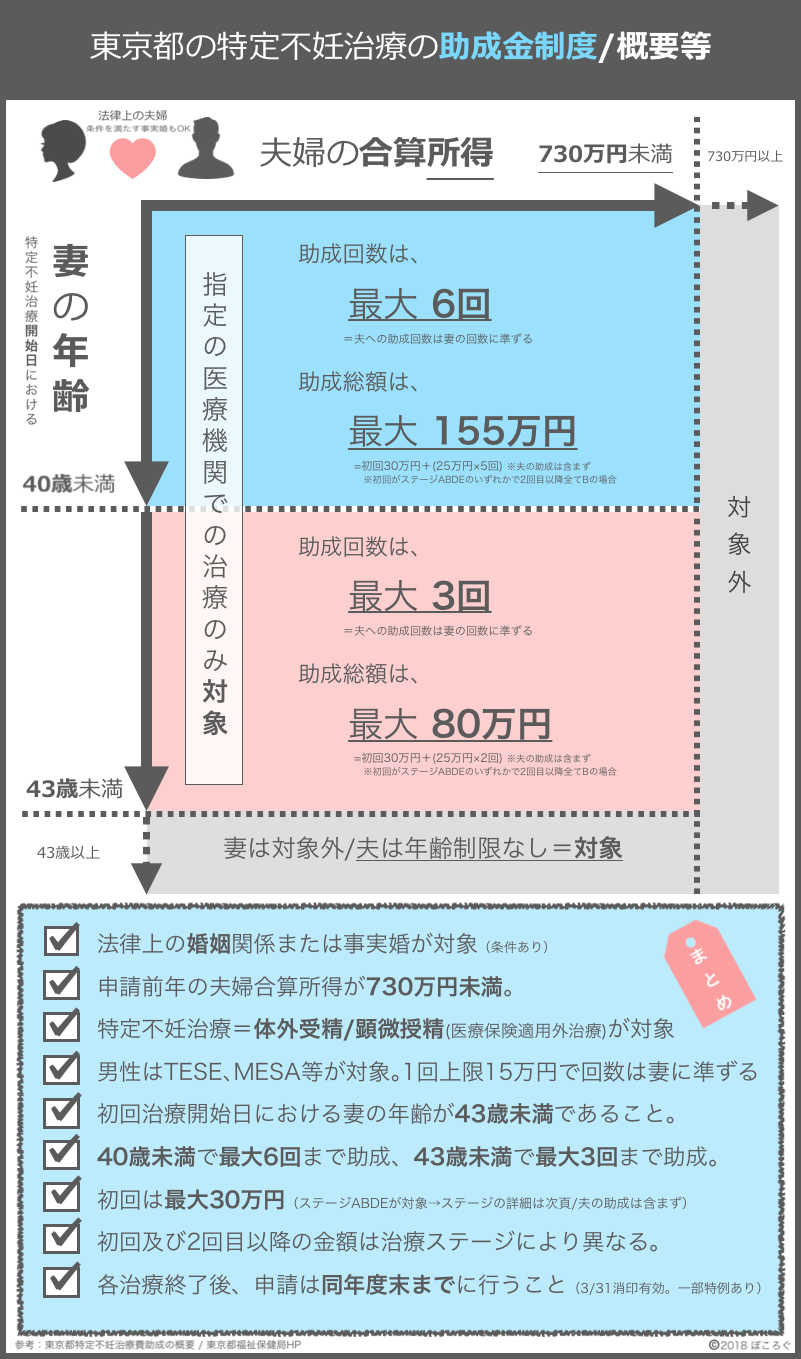 東京都の特定不妊治療の助成金制度/概要等
法律上の夫婦
条件を満たす事実婚もOK
夫婦の合算所得
730万円未満
730万円以上
妻の年齢
特定不妊治療開始日における
指定の医療機関での治療のみ対象
助成回数は、
最大 6回
＝夫への助成回数は妻の回数に準ずる
助成総額は、
最大 155万円
=初回30万円＋(25万円×5回) ※夫の助成は含まず
※初回がステージABDEのいずれかで2回目以降全てBの場合
40歳未満
対象外
助成回数は、
最大 3回
＝夫への助成回数は妻の回数に準ずる
助成総額は、
最大 80万円
=初回30万円＋(25万円×2回) ※夫の助成は含まず
※初回がステージABDEのいずれかで2回目以降全てBの場合
43歳未満
43歳以上
妻は対象外/夫は年齢制限なし＝対象
まとめ
法律上の婚姻関係または事実婚が対象（条件あり）
申請前年の夫婦合算所得が730万円未満。
特定不妊治療＝体外受精/顕微授精(医療保険適用外治療)が対象
男性はTESE、MESA等が対象。1回上限15万円で回数は妻に準ずる
初回治療開始日における妻の年齢が43歳未満であること。
40歳未満で最大6回まで助成、43歳未満で最大3回まで助成。
初回は最大30万円（ステージABDEが対象→ステージの詳細は次頁/夫の助成は含まず）
初回及び2回目以降の金額は治療ステージにより異なる。
各治療終了後、申請は同年度末までに行うこと（3/31消印有効。一部特例あり）
参考：東京都特定不妊治療費助成の概要 / 東京都福祉保健局HP
©2018 ぽころぐ